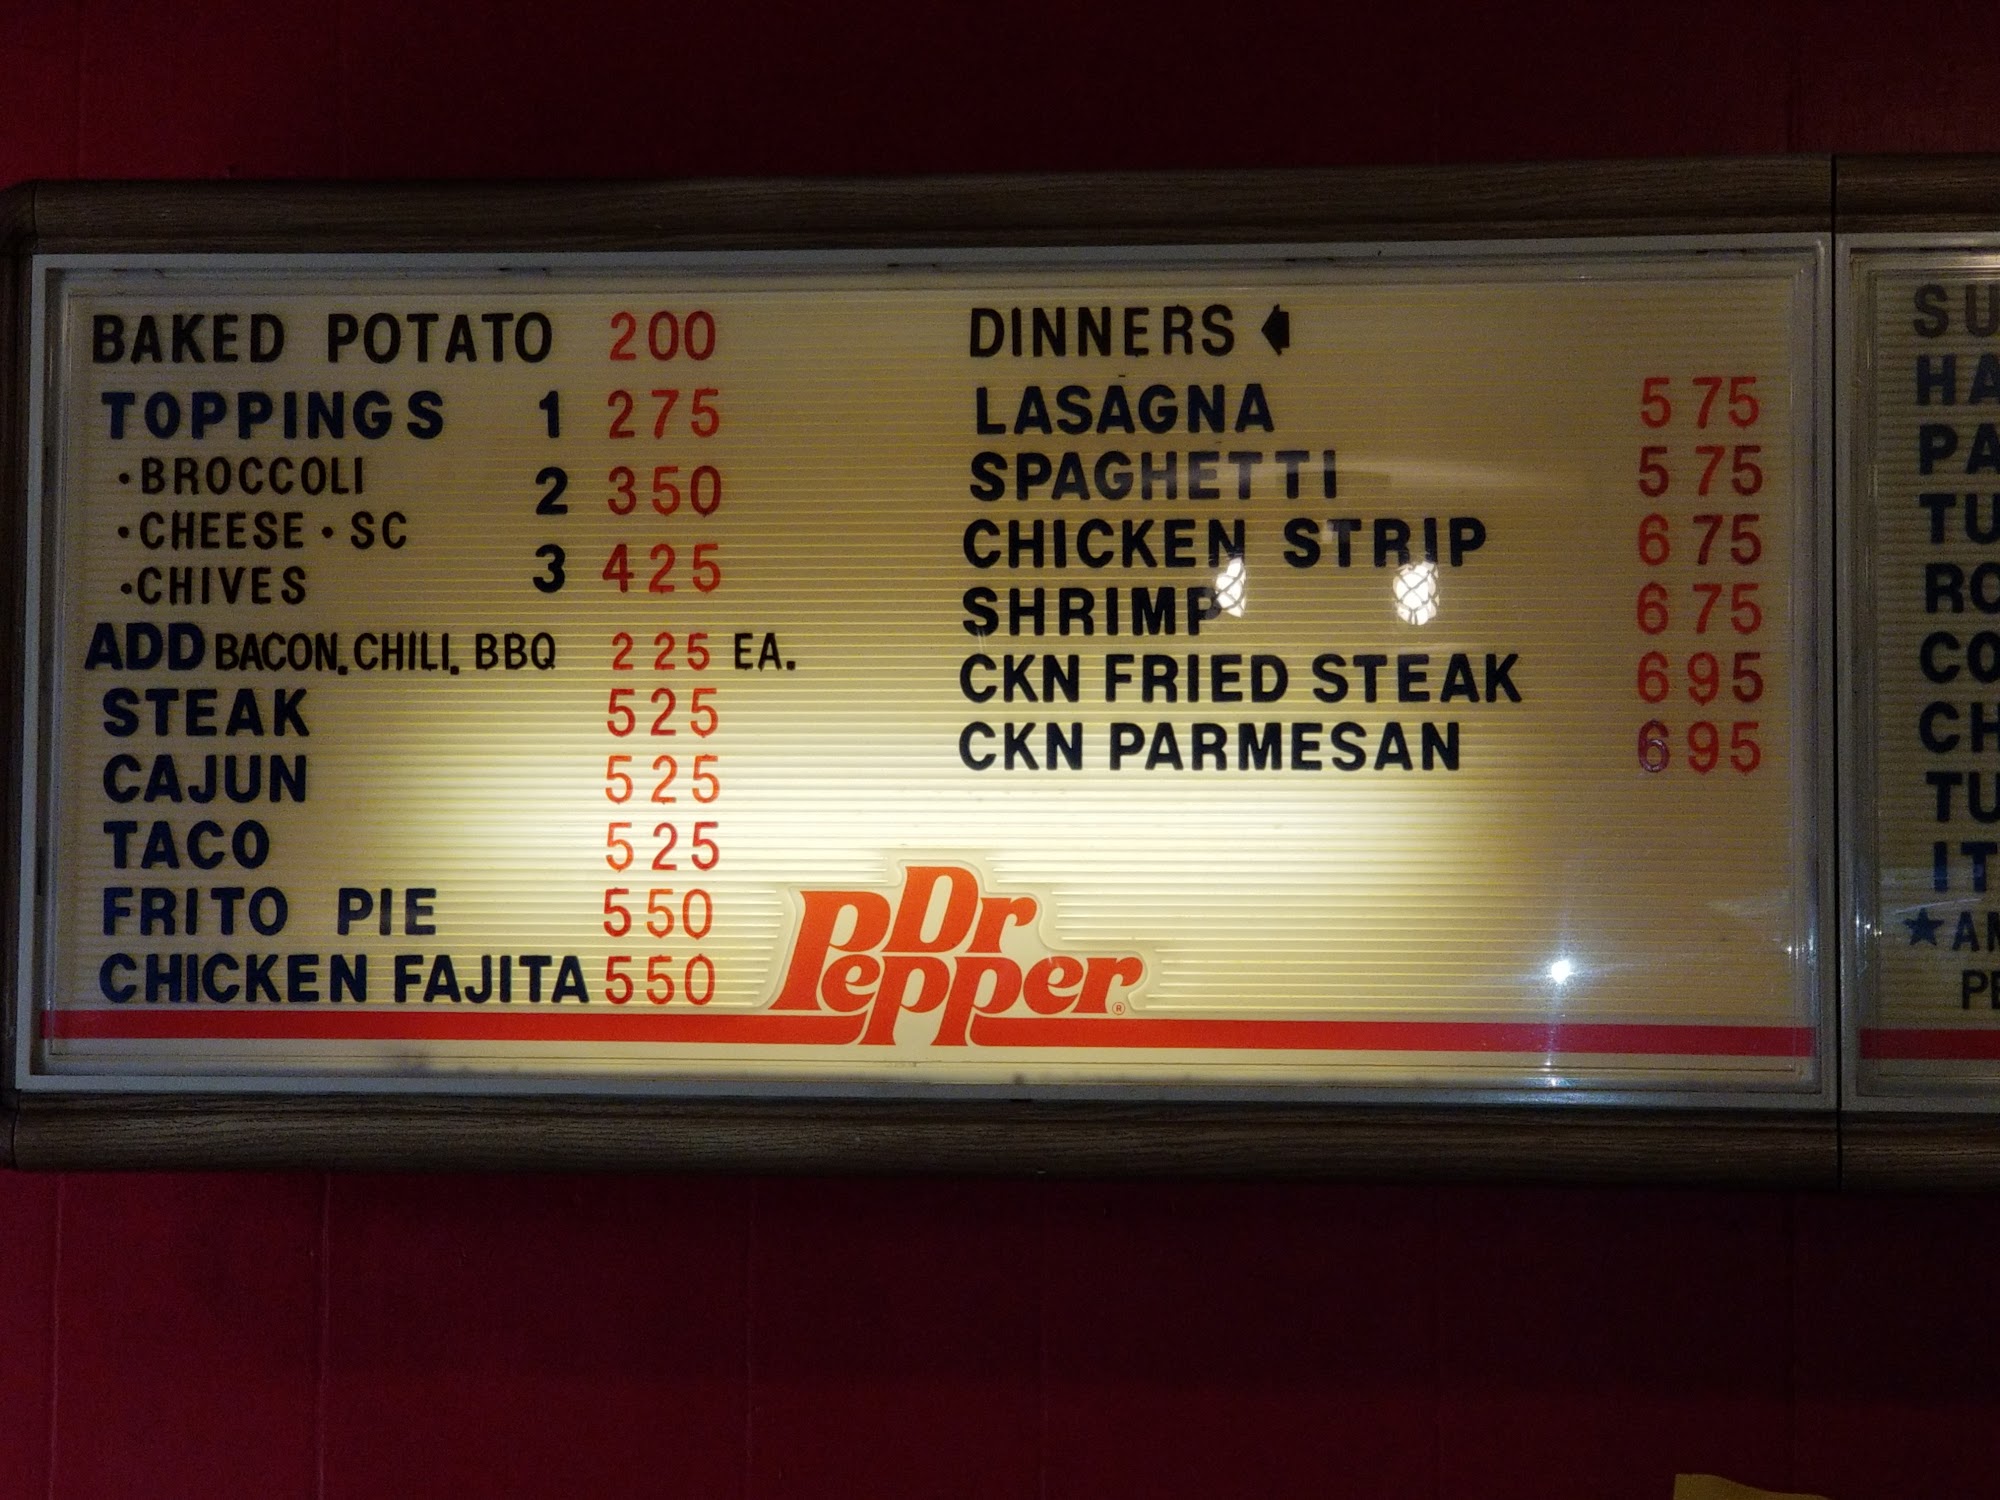 BAKED POTATO 200
TOPPINGS 1 275
•BROCCOLI 2 350
•CHEESE • SC
•CHIVES 3 425
ADD BACON, CHILI, BBQ 225 EA.
STEAK 525
CAJUN 525
TACO 525
FRITO PIE 550
CHICKEN FAJITA 550
DINNERS
LASAGNA 575
SPAGHETTI 575
CHICKEN STRIP 675
SHRIMP 675
CKN FRIED STEAK 695
CKN PARMESAN 695
Dr Pepper®